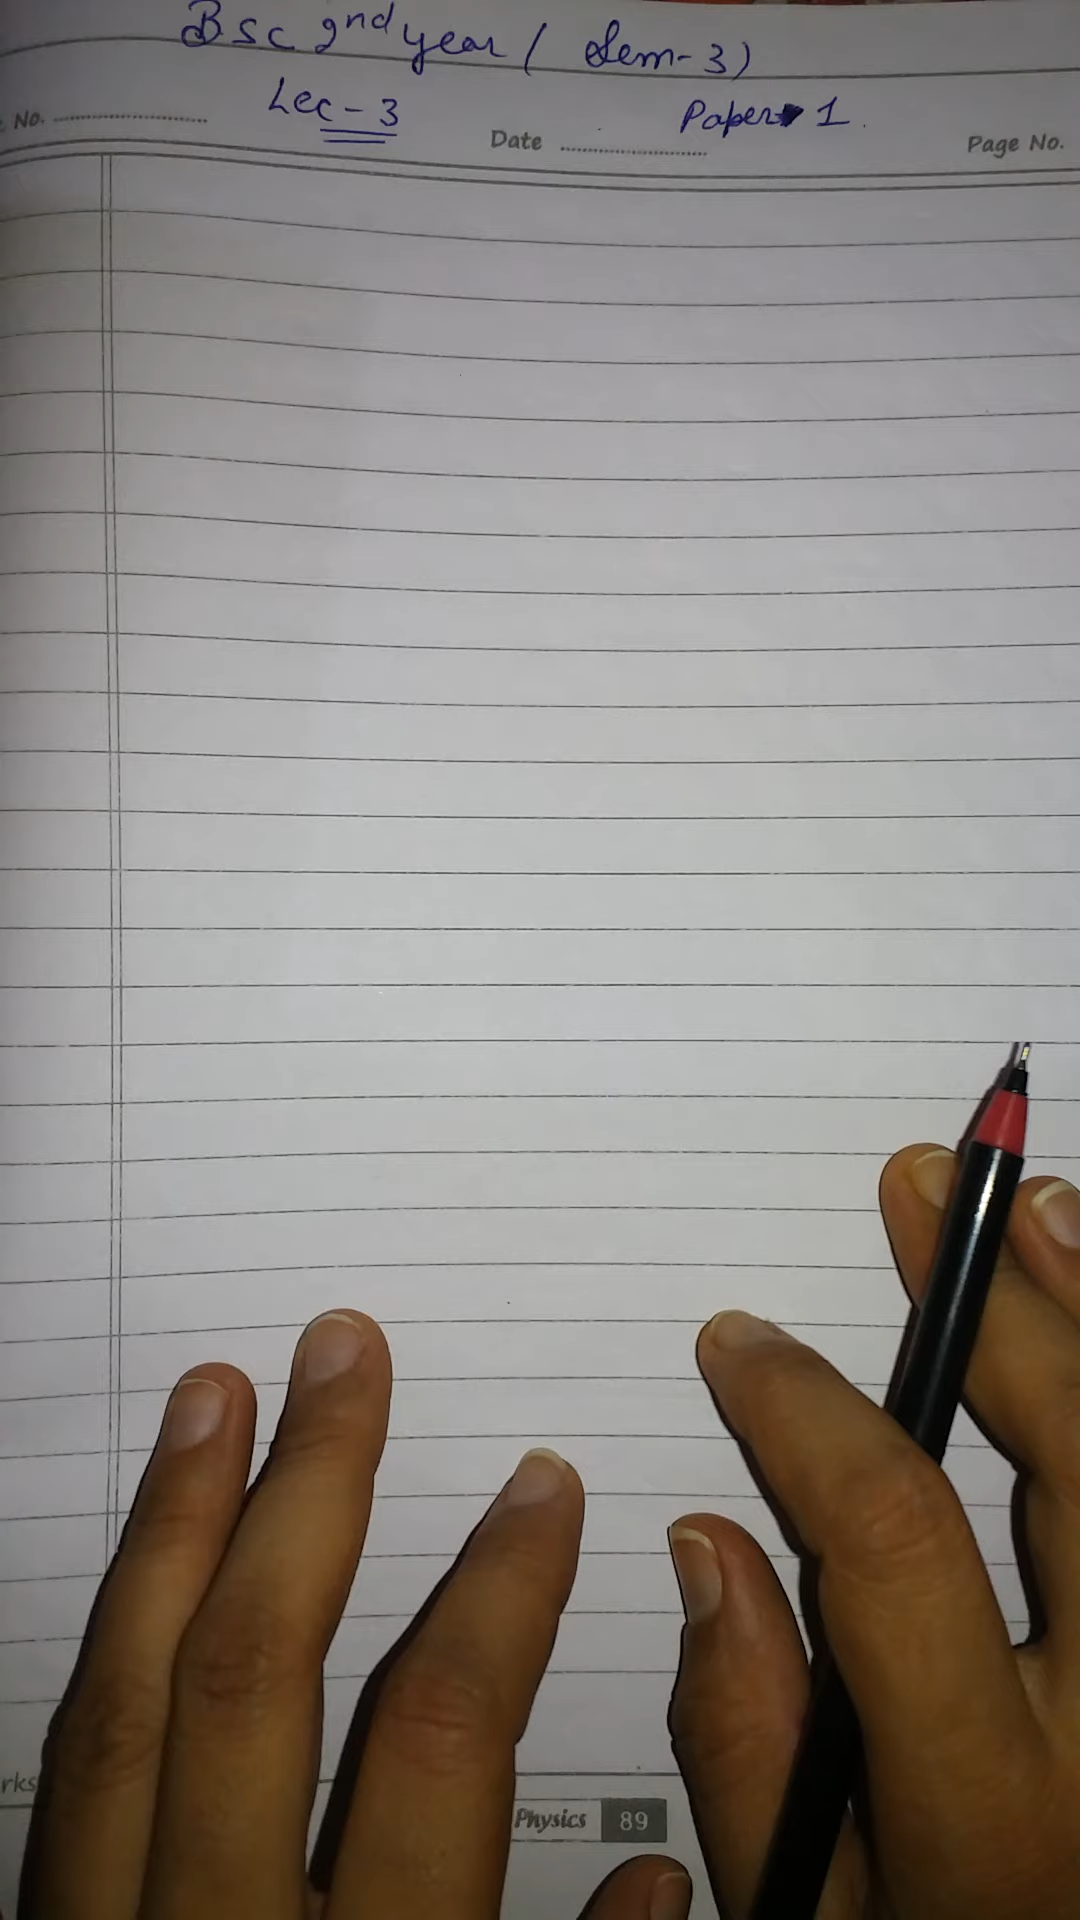 Bsc 2nd year ( Sem-3)
Lec-3 Paper 1.
No. Date Page No.
rks
Physics 89